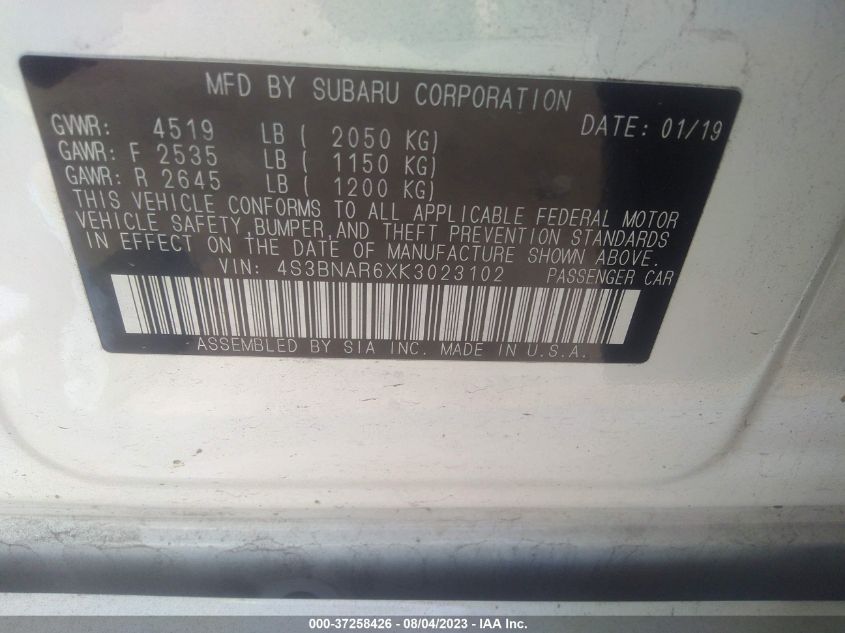 MFD BY SUBARU CORPORATION
GVWR: 4519 LB ( 2050 KG) DATE: 01/19
GAWR: F 2535 LB ( 1150 KG)
GAWR: R 2645 LB ( 1200 KG)
THIS VEHICLE CONFORMS TO ALL APPLICABLE FEDERAL MOTOR
VEHICLE SAFETY, BUMPER, AND THEFT PREVENTION STANDARDS
IN EFFECT ON THE DATE OF MANUFACTURE SHOWN ABOVE.
VIN: 4S3BNAR6XK3023102 PASSENGER CAR
ASSEMBLED BY SIA INC. MADE IN U.S.A.
000-37258426 - 08/04/2023 - IAA Inc.